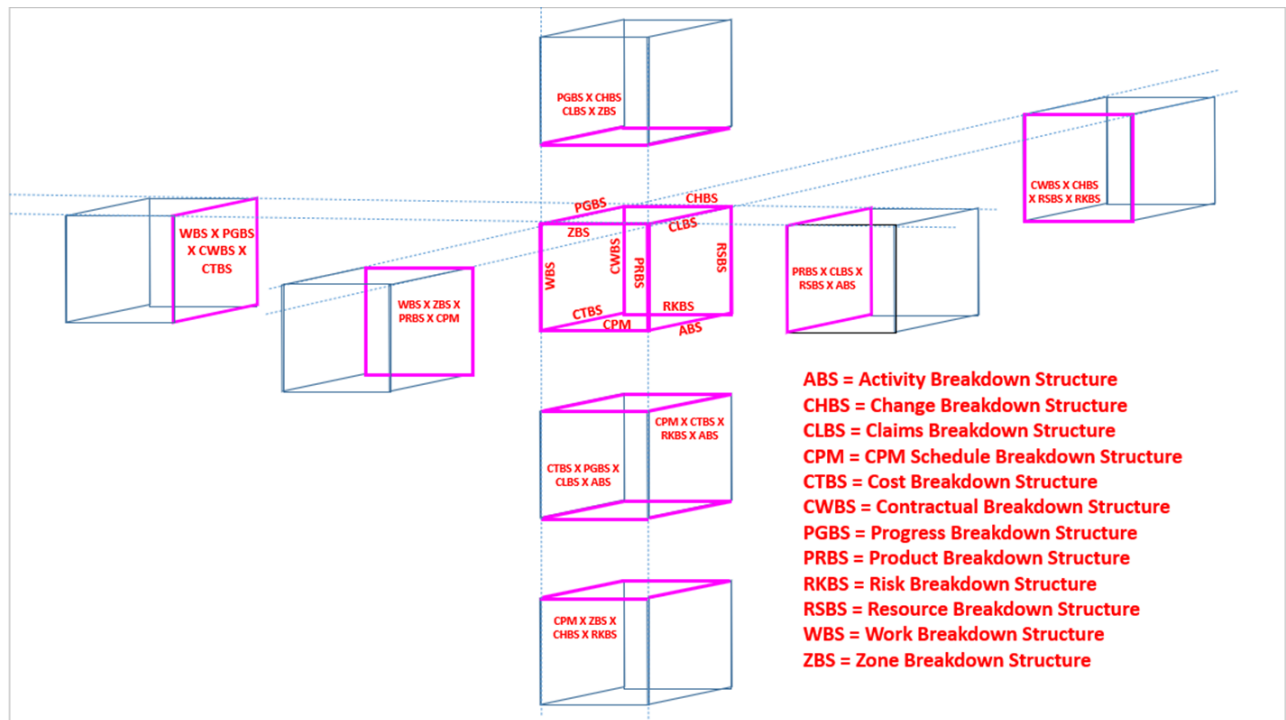 PGBS X CHBS
CLBS X ZBS
CWBS X CHBS
X RSBS X RKBS
WBS X PGBS
X CWBS X
CTBS
PGBS
CHBS
ZBS
CLBS
WBS
CWBS
PRBS
RSBS
CTBS
RKBS
CPM
ABS
PRBS X CLBS X
RSBS X ABS
WBS X ZBS X
PRBS X CPM
CPM X CTBS X
RKBS X ABS
CTBS X PGBS X
CLBS X ABS
CPM X ZBS X
CHBS X RKBS
ABS = Activity Breakdown Structure
CHBS = Change Breakdown Structure
CLBS = Claims Breakdown Structure
CPM = CPM Schedule Breakdown Structure
CTBS = Cost Breakdown Structure
CWBS = Contractual Breakdown Structure
PGBS = Progress Breakdown Structure
PRBS = Product Breakdown Structure
RKBS = Risk Breakdown Structure
RSBS = Resource Breakdown Structure
WBS = Work Breakdown Structure
ZBS = Zone Breakdown Structure